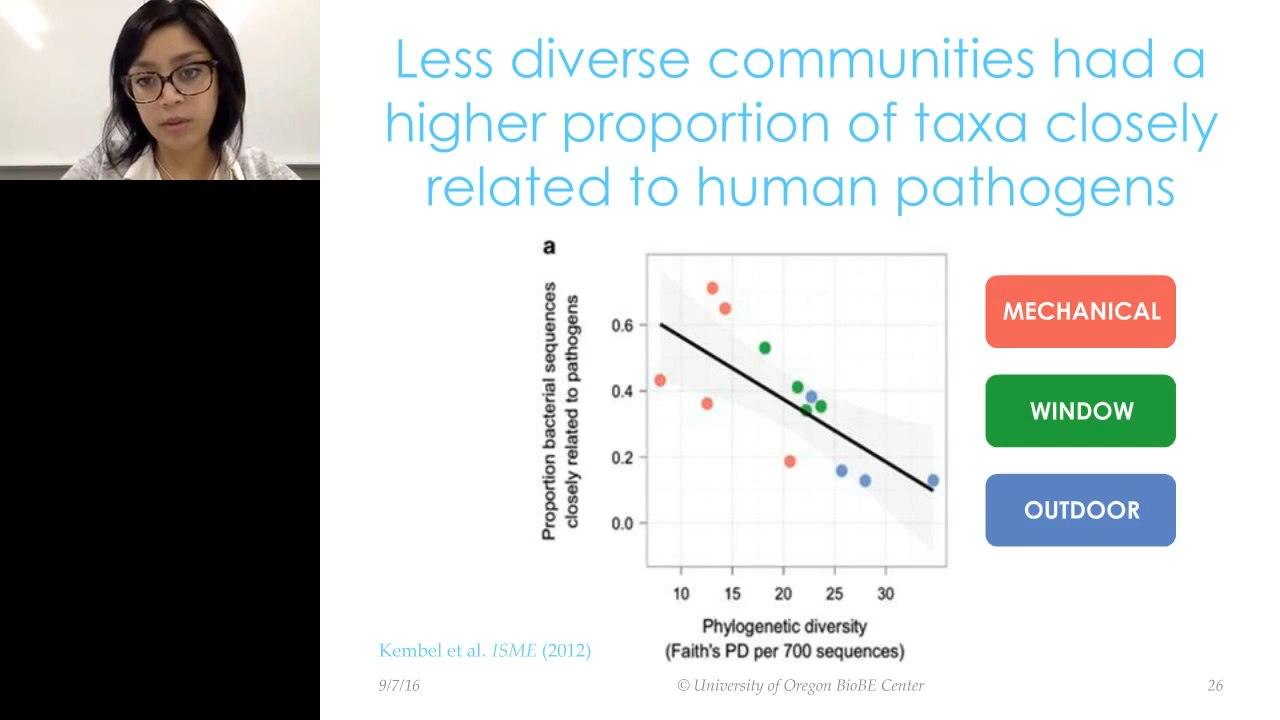 Less diverse communities had a
higher proportion of taxa closely
related to human pathogens
a
Proportion bacterial sequences
closely related to pathogens
0.6
0.4
0.2
0.0
10 15 20 25 30
Phylogenetic diversity
(Faith's PD per 700 sequences)
MECHANICAL
WINDOW
OUTDOOR
Kembel et al. ISME (2012)
9/7/16 © University of Oregon BioBE Center 26